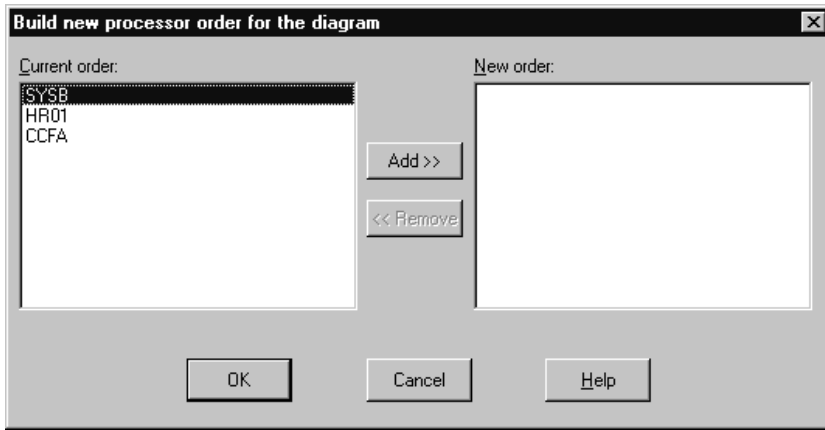 Build new processor order for the diagram
Current order:
New order:
SYSB
HR01
CCFA
Add >>
<< Remove
OK
Cancel
Help